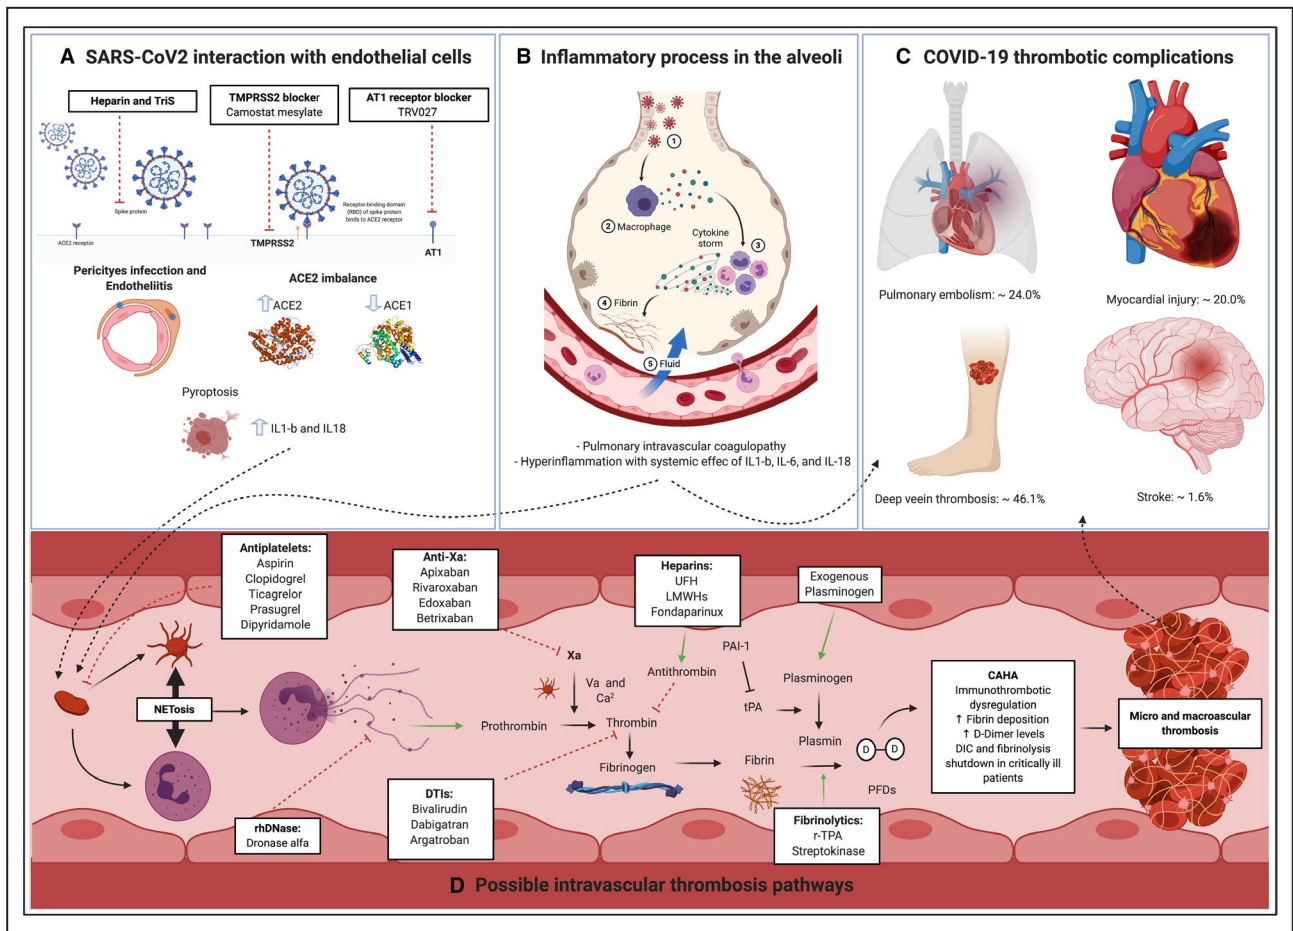 A SARS-CoV2 interaction with endothelial cells
Heparin and TriS
TMPRSS2 blocker
Camostat mesylate
AT1 receptor blocker
TRV027
Spike protein
Receptor-binding domain
(RBD) of spike protein
binds to ACE2 receptor
ACE2 receptor
TMPRSS2
AT1
Pericityes infecction and
Endotheliitis
ACE2 imbalance
ACE2
ACE1
Pyroptosis
IL1-b and IL18
B Inflammatory process in the alveoli
1
2 Macrophage
Cytokine
storm
3
4 Fibrin
5 Fluid
- Pulmonary intravascular coagulopathy
- Hyperinflammation with systemic effec of IL1-b, IL-6, and IL-18
C COVID-19 thrombotic complications
Pulmonary embolism: ~ 24.0%
Myocardial injury: ~ 20.0%
Deep veein thrombosis: ~ 46.1%
Stroke: ~ 1.6%
Antiplatelets:
Aspirin
Clopidogrel
Ticagrelor
Prasugrel
Dipyridamole
Anti-Xa:
Apixaban
Rivaroxaban
Edoxaban
Betrixaban
Heparins:
UFH
LMWHs
Fondaparinux
Exogenous
Plasminogen
NETosis
Xa
Va and
Ca2
Prothrombin
Thrombin
Fibrinogen
Antithrombin
PAI-1
tPA
Plasminogen
Plasmin
Fibrin
D D
PFDs
CAHA
Immunothrombotic
dysregulation
↑ Fibrin deposition
↑ D-Dimer levels
DIC and fibrinolysis
shutdown in critically ill
patients
Micro and macroascular
thrombosis
rhDNase:
Dronase alfa
DTIs:
Bivalirudin
Dabigatran
Argatroban
Fibrinolytics:
r-TPA
Streptokinase
D Possible intravascular thrombosis pathways